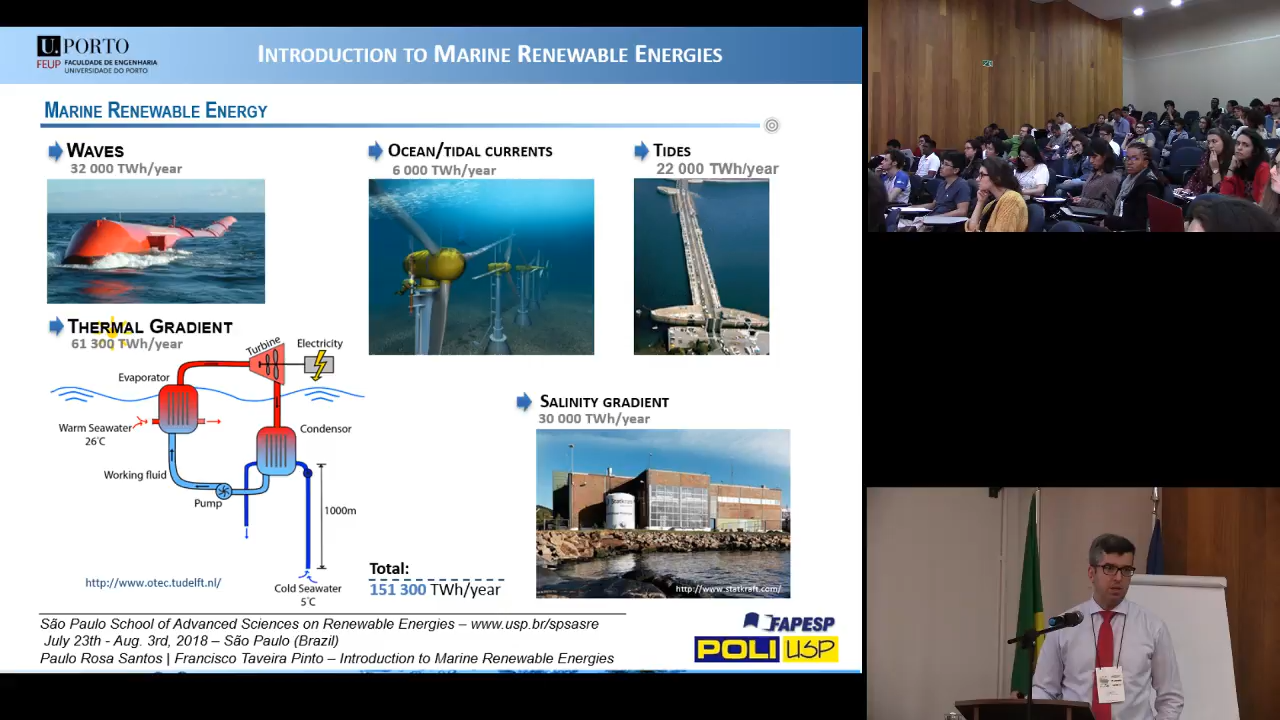 U.PORTO
FEUP FACULDADE DE ENGENHARIA
UNIVERSIDADE DO PORTO
INTRODUCTION TO MARINE RENEWABLE ENERGIES
MARINE RENEWABLE ENERGY
WAVES
32 000 TWh/year
OCEAN/TIDAL CURRENTS
6 000 TWh/year
TIDES
22 000 TWh/year
THERMAL GRADIENT
61 300 TWh/year
Turbine
Electricity
Evaporator
Warm Seawater
26°C
Condensor
Working fluid
Pump
1000m
Cold Seawater
5°C
http://www.otec.tudelft.nl/
SALINITY GRADIENT
30 000 TWh/year
Statkraft
http://www.statkraft.com/
Total:
151 300 TWh/year
São Paulo School of Advanced Sciences on Renewable Energies – www.usp.br/spsasre
July 23th - Aug. 3rd, 2018 – São Paulo (Brazil)
Paulo Rosa Santos | Francisco Taveira Pinto – Introduction to Marine Renewable Energies
FAPESP
POLI USP